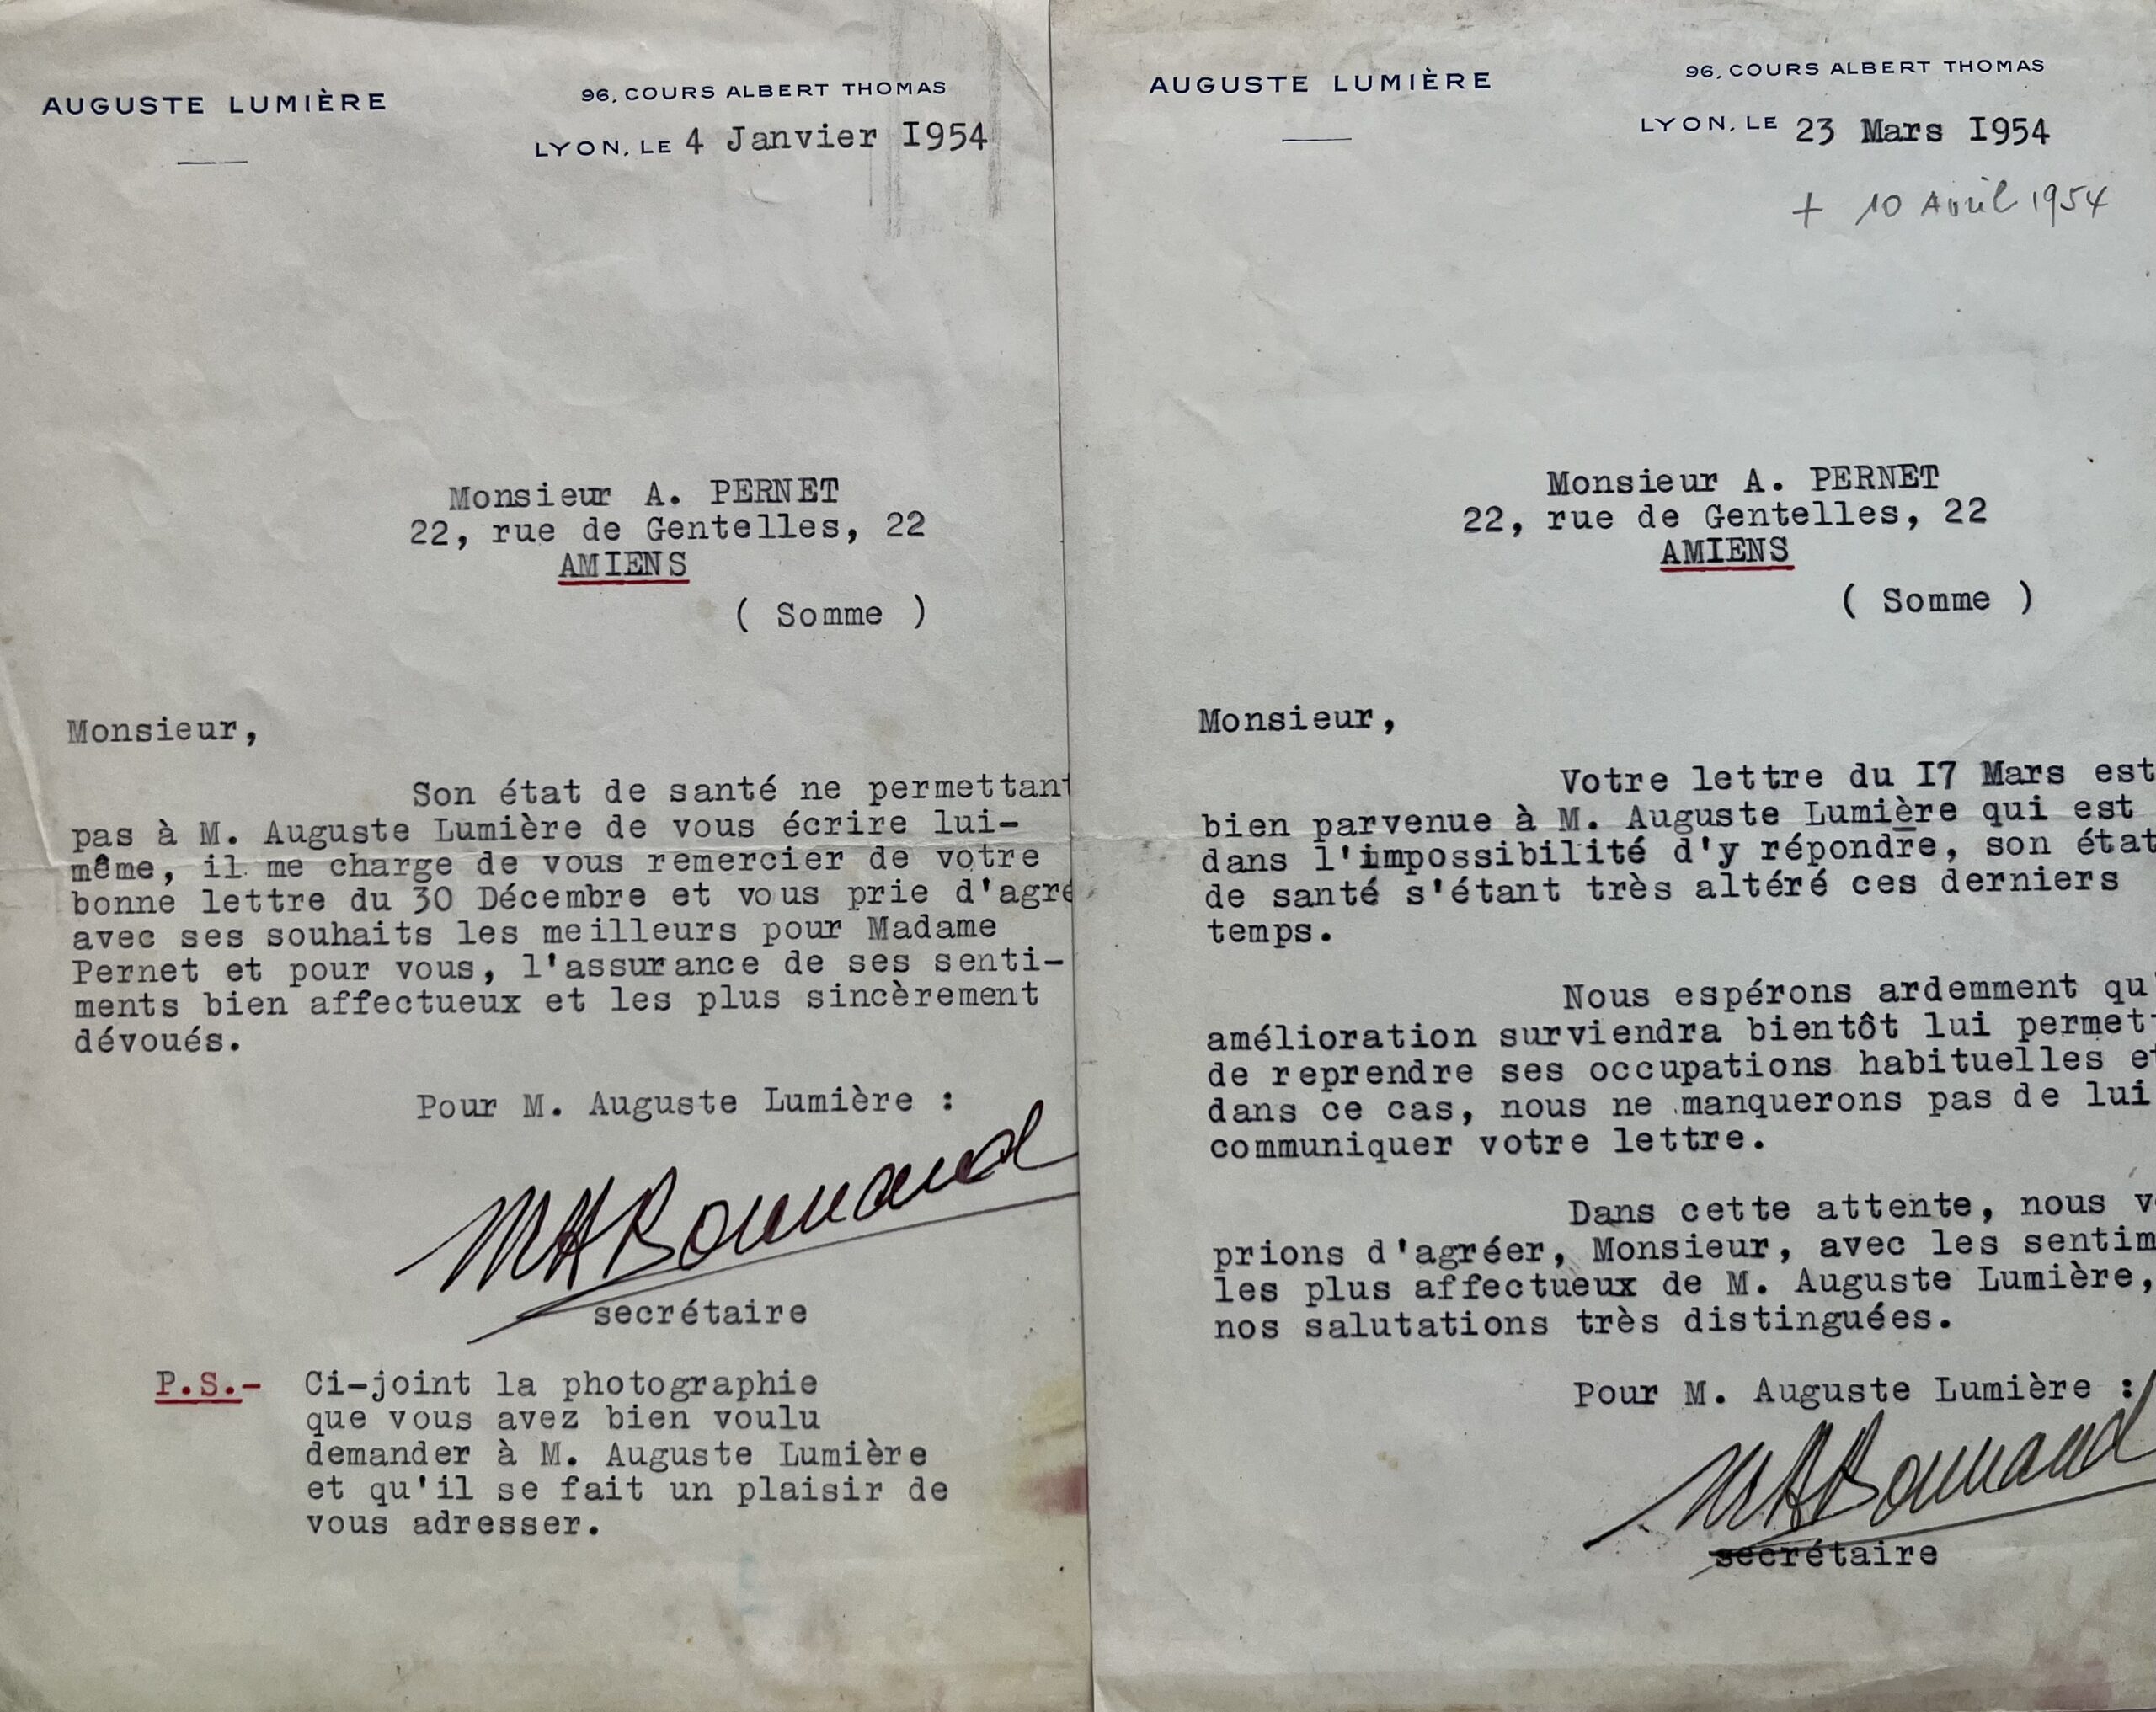 AUGUSTE LUMIÈRE
96, COURS ALBERT THOMAS
LYON, LE 4 Janvier I954
Monsieur A. PERNET
22, rue de Gentelles, 22
AMIENS
( Somme )
Monsieur,
Son état de santé ne permettant
pas à M. Auguste Lumière de vous écrire lui-
même, il me charge de vous remercier de votre
bonne lettre du 30 Décembre et vous prie d'agré
avec ses souhaits les meilleurs pour Madame
Pernet et pour vous, l'assurance de ses senti-
ments bien affectueux et les plus sincèrement
dévoués.
Pour M. Auguste Lumière :
MABonnand
secrétaire
P.S.- Ci-joint la photographie
que vous avez bien voulu
demander à M. Auguste Lumière
et qu'il se fait un plaisir de
vous adresser.
AUGUSTE LUMIÈRE
96, COURS ALBERT THOMAS
LYON, LE 23 Mars I954
+ 10 Avril 1954
Monsieur A. PERNET
22, rue de Gentelles, 22
AMIENS
( Somme )
Monsieur,
Votre lettre du I7 Mars est
bien parvenue à M. Auguste Lumière qui est
dans l'impossibilité d'y répondre, son état
de santé s'étant très altéré ces derniers
temps.
Nous espérons ardemment qu'
amélioration surviendra bientôt lui permet
de reprendre ses occupations habituelles et
dans ce cas, nous ne manquerons pas de lui
communiquer votre lettre.
Dans cette attente, nous v
prions d'agréer, Monsieur, avec les sentim
les plus affectueux de M. Auguste Lumière,
nos salutations très distinguées.
Pour M. Auguste Lumière :
MABonnand
secrétaire